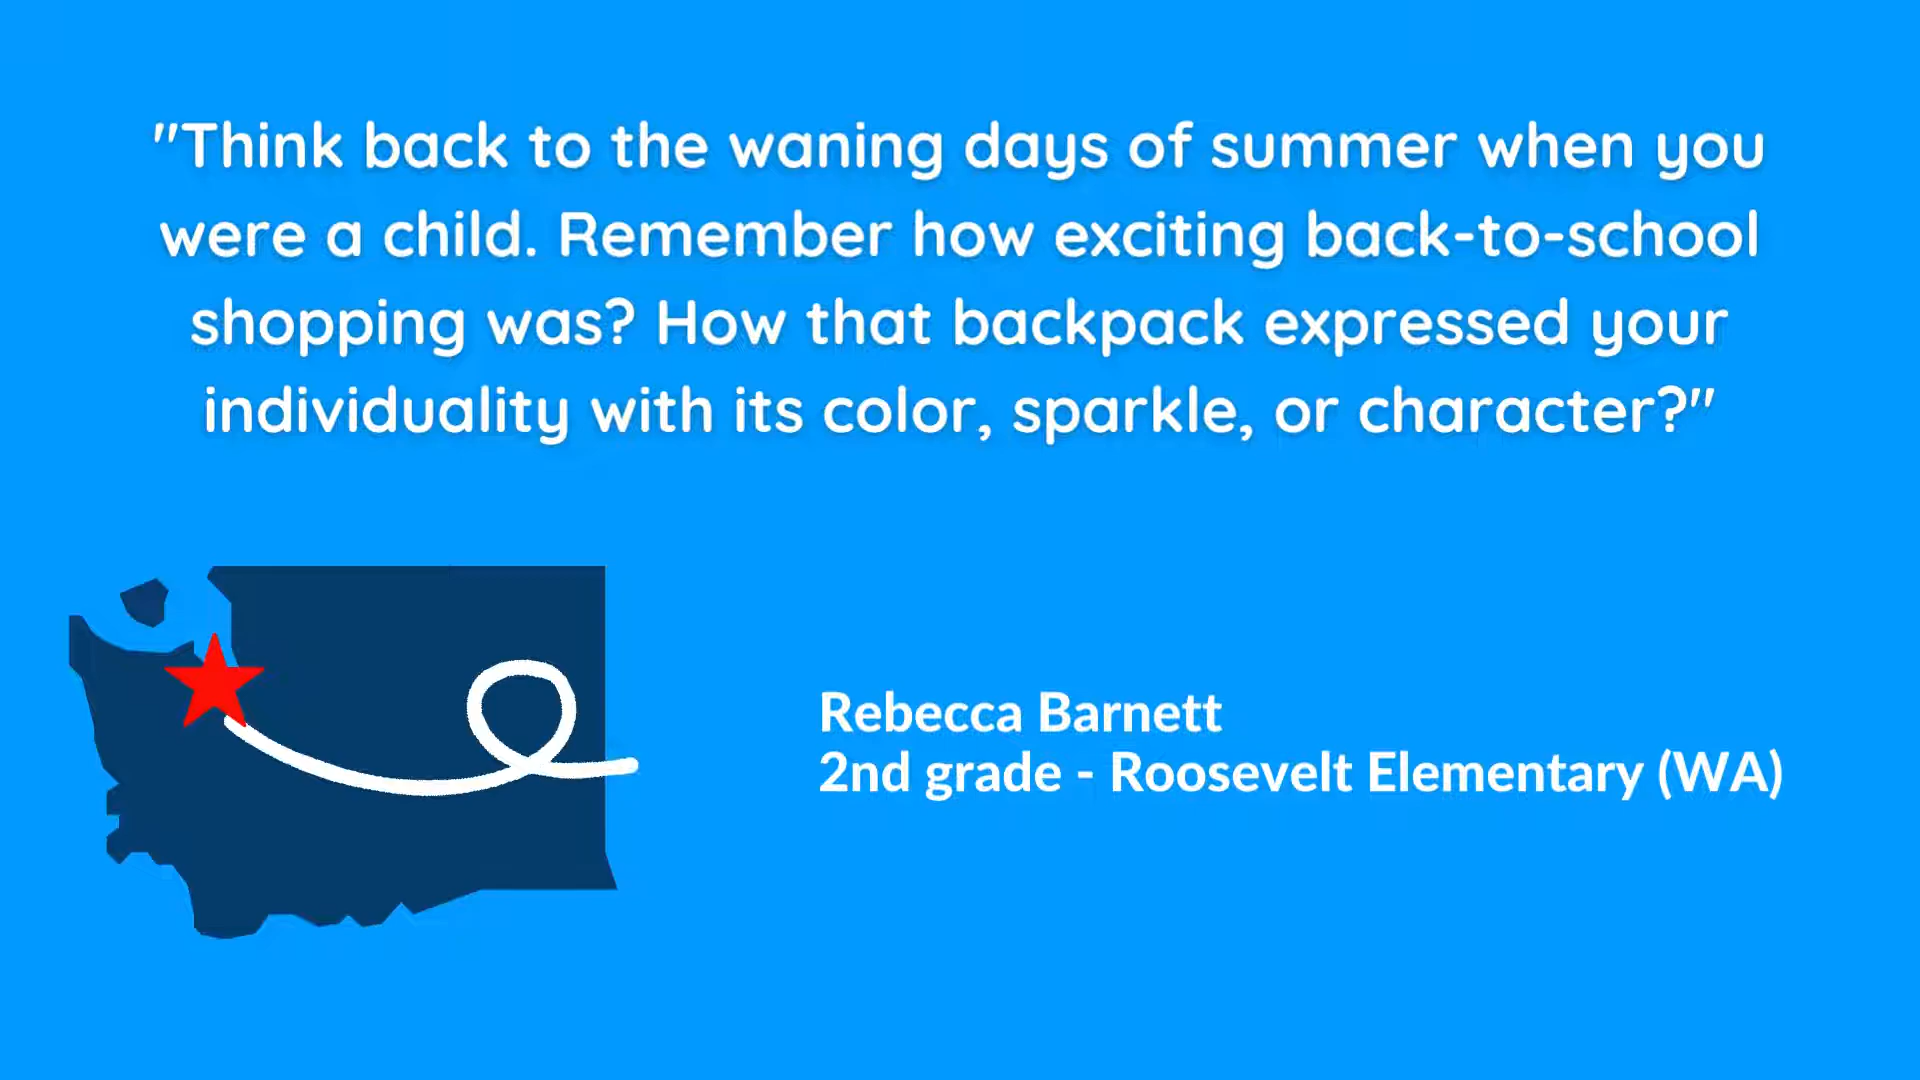 "Think back to the waning days of summer when you
were a child. Remember how exciting back-to-school
shopping was? How that backpack expressed your
individuality with its color, sparkle, or character?"
Rebecca Barnett
2nd grade - Roosevelt Elementary (WA)